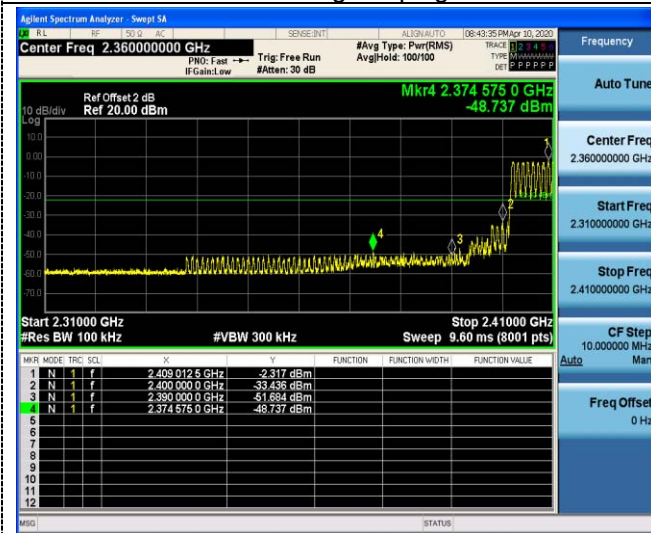 Agilent Spectrum Analyzer - Swept SA
RL RF 50 Ω AC SENSE:INT ALIGNAUTO 08:43:35 PM Apr 10, 2020
Center Freq 2.360000000 GHz
PNO: Fast
IFGain:Low
Trig: Free Run
#Atten: 30 dB
#Avg Type: Pwr(RMS)
Avg|Hold: 100/100
TRACE 1 2 3 4 5 6
TYPE M
DET P P P P P P
Frequency
Ref Offset 2 dB
Ref 20.00 dBm
10 dB/div
Log
Mkr4 2.374 575 0 GHz
-48.737 dBm
10.0
0.00
-10.0
-20.0
-30.0
-40.0
-50.0
-60.0
-70.0
1
2
3
4
Start 2.31000 GHz
Stop 2.41000 GHz
#Res BW 100 kHz
#VBW 300 kHz
Sweep 9.60 ms (8001 pts)
MKR MODE TRC SCL X Y FUNCTION FUNCTION WIDTH FUNCTION VALUE
1 N 1 f 2.409 012 5 GHz -2.317 dBm
2 N 1 f 2.400 000 0 GHz -33.436 dBm
3 N 1 f 2.390 000 0 GHz -51.684 dBm
4 N 1 f 2.374 575 0 GHz -48.737 dBm
5
6
7
8
9
10
11
12
MSG
STATUS
Auto Tune
Center Freq
2.360000000 GHz
Start Freq
2.310000000 GHz
Stop Freq
2.410000000 GHz
CF Step
10.000000 MHz
Auto Man
Freq Offset
0 Hz